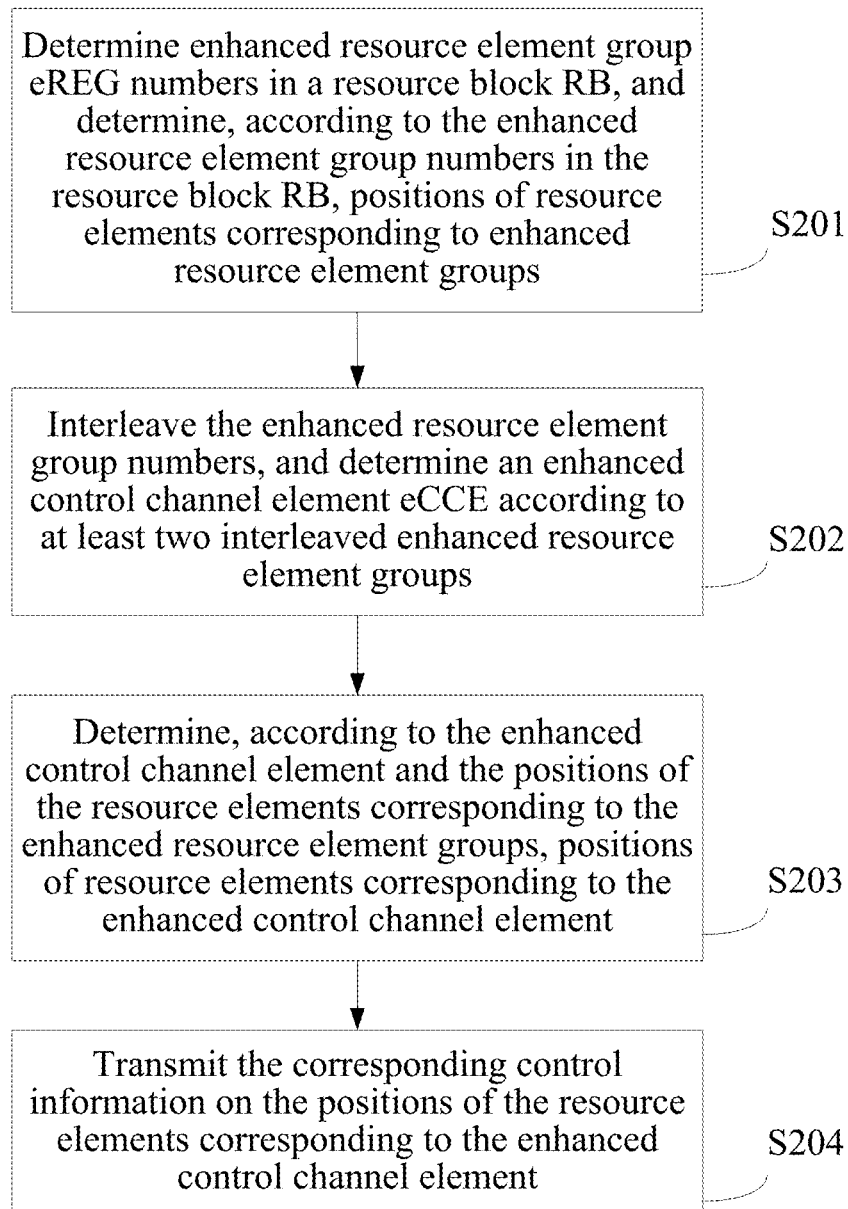 Determine enhanced resource element group
eREG numbers in a resource block RB, and
determine, according to the enhanced
resource element group numbers in the
resource block RB, positions of resource
elements corresponding to enhanced
resource element groups
S201
Interleave the enhanced resource element
group numbers, and determine an enhanced
control channel element eCCE according to
at least two interleaved enhanced resource
element groups
S202
Determine, according to the enhanced
control channel element and the positions of
the resource elements corresponding to the
enhanced resource element groups, positions
of resource elements corresponding to the
enhanced control channel element
S203
Transmit the corresponding control
information on the positions of the resource
elements corresponding to the enhanced
control channel element
S204